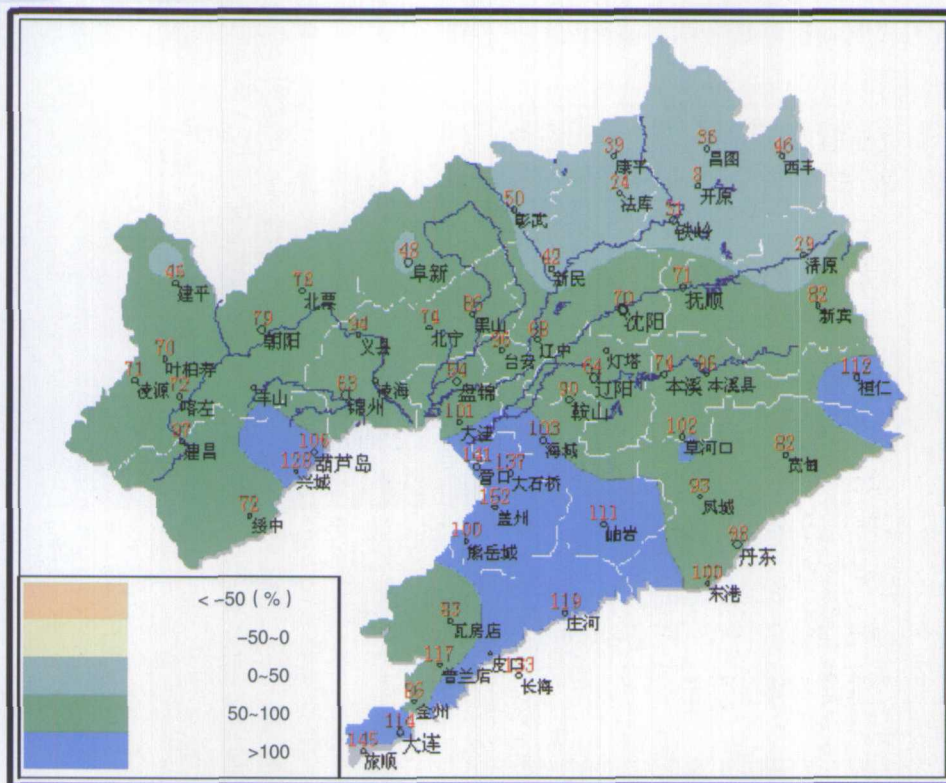 39
康平
36
昌图
46
西丰
24
法库
8
开原
50
彰武
铁岭
29
清原
48
阜新
42
新民
45
建平
78
北票
71
抚顺
82
新宾
79
朝阳
94
义县
74
北宁
黑山
70
沈阳
68
辽中
台安
灯塔
70
叶柏寿
71
凌源
72
喀左
凌海
63
锦州
盘锦
64
辽阳
74
本溪
96
本溪县
112
桓仁
鞍山
101
大洼
103
海城
102
草河口
82
宽甸
建昌
葫芦岛
128
兴城
141
营口
137
大石桥
152
盖州
93
凤城
111
岫岩
72
绥中
100
熊岳城
98
丹东
100
东港
83
瓦房店
119
庄河
117
普兰店
皮口
133
长海
金州
114
大连
145
旅顺
< -50 ( % )
-50~0
0~50
50~100
>100